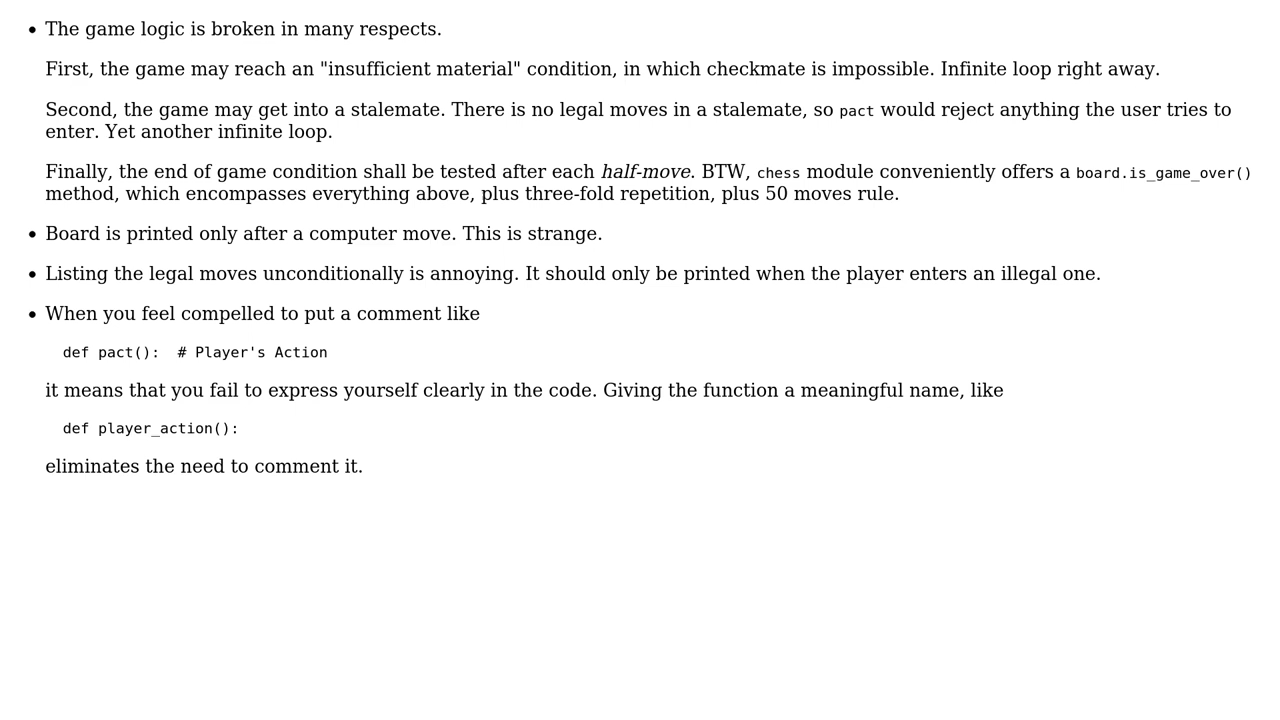 The game logic is broken in many respects.
First, the game may reach an "insufficient material" condition, in which checkmate is impossible. Infinite loop right away.
Second, the game may get into a stalemate. There is no legal moves in a stalemate, so pact would reject anything the user tries to
enter. Yet another infinite loop.
Finally, the end of game condition shall be tested after each half-move. BTW, chess module conveniently offers a board.is_game_over()
method, which encompasses everything above, plus three-fold repetition, plus 50 moves rule.
Board is printed only after a computer move. This is strange.
Listing the legal moves unconditionally is annoying. It should only be printed when the player enters an illegal one.
When you feel compelled to put a comment like
def pact():  # Player's Action
it means that you fail to express yourself clearly in the code. Giving the function a meaningful name, like
def player_action():
eliminates the need to comment it.